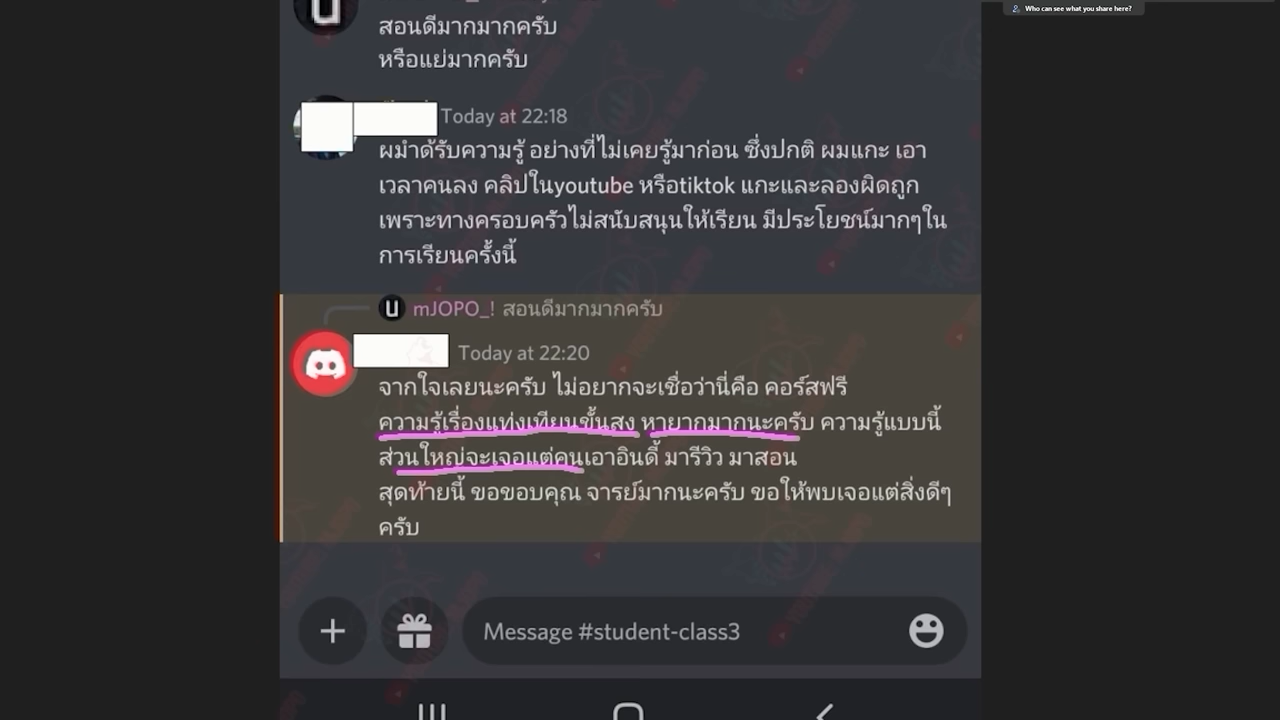 Who can see what you share here?
สอนดีมากมากครับ
หรือแย่มากครับ
Today at 22:18
ผมำด้รับความรู้ อย่างที่ไม่เคยรู้มาก่อน ซึ่งปกติ ผมแกะ เอา
เวลาคนลง คลิปในyoutube หรือtiktok แกะและลองผิดถูก
เพราะทางครอบครัวไม่สนับสนุนให้เรียน มีประโยชน์มากๆใน
การเรียนครั้งนี้
mJOPO_! สอนดีมากมากครับ
Today at 22:20
จากใจเลยนะครับ ไม่อยากจะเชื่อว่านี่คือ คอร์สฟรี
ความรู้เรื่องแท่งเทียนขั้นสูง หายากมากนะครับ ความรู้แบบนี้
ส่วนใหญ่จะเจอแต่คนเอาอินดี้ มารีวิว มาสอน
สุดท้ายนี้ ขอขอบคุณ จารย์มากนะครับ ขอให้พบเจอแต่สิ่งดีๆ
ครับ
Message #student-class3